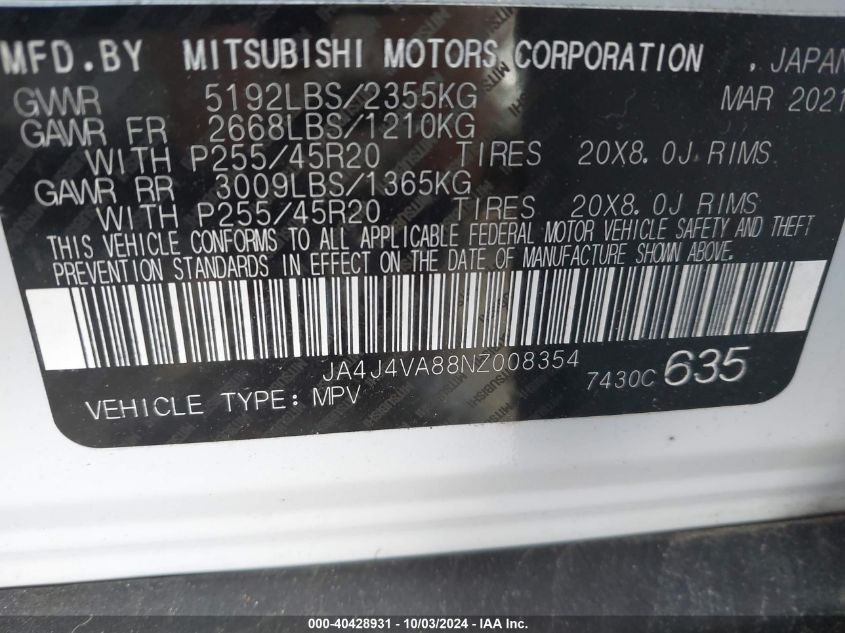 MFD.BY MITSUBISHI MOTORS CORPORATION , JAPAN
GVWR 5192LBS/2355KG MAR 2021
GAWR FR 2668LBS/1210KG
WITH P255/45R20 TIRES 20X8.0J RIMS
GAWR RR 3009LBS/1365KG
WITH P255/45R20 TIRES 20X8.0J RIMS
THIS VEHICLE CONFORMS TO ALL APPLICABLE FEDERAL MOTOR VEHICLE SAFETY AND THEFT
PREVENTION STANDARDS IN EFFECT ON THE DATE OF MANUFACTURE SHOWN ABOVE.
JA4J4VA88NZ008354 7430C 635
VEHICLE TYPE: MPV
000-40428931 - 10/03/2024 - IAA Inc.